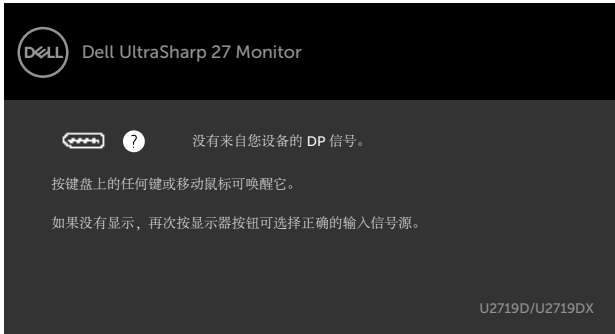 DELL
Dell UltraSharp 27 Monitor
? 没有来自您设备的 DP 信号。
按键盘上的任何键或移动鼠标可唤醒它。
如果没有显示，再次按显示器按钮可选择正确的输入信号源。
U2719D/U2719DX